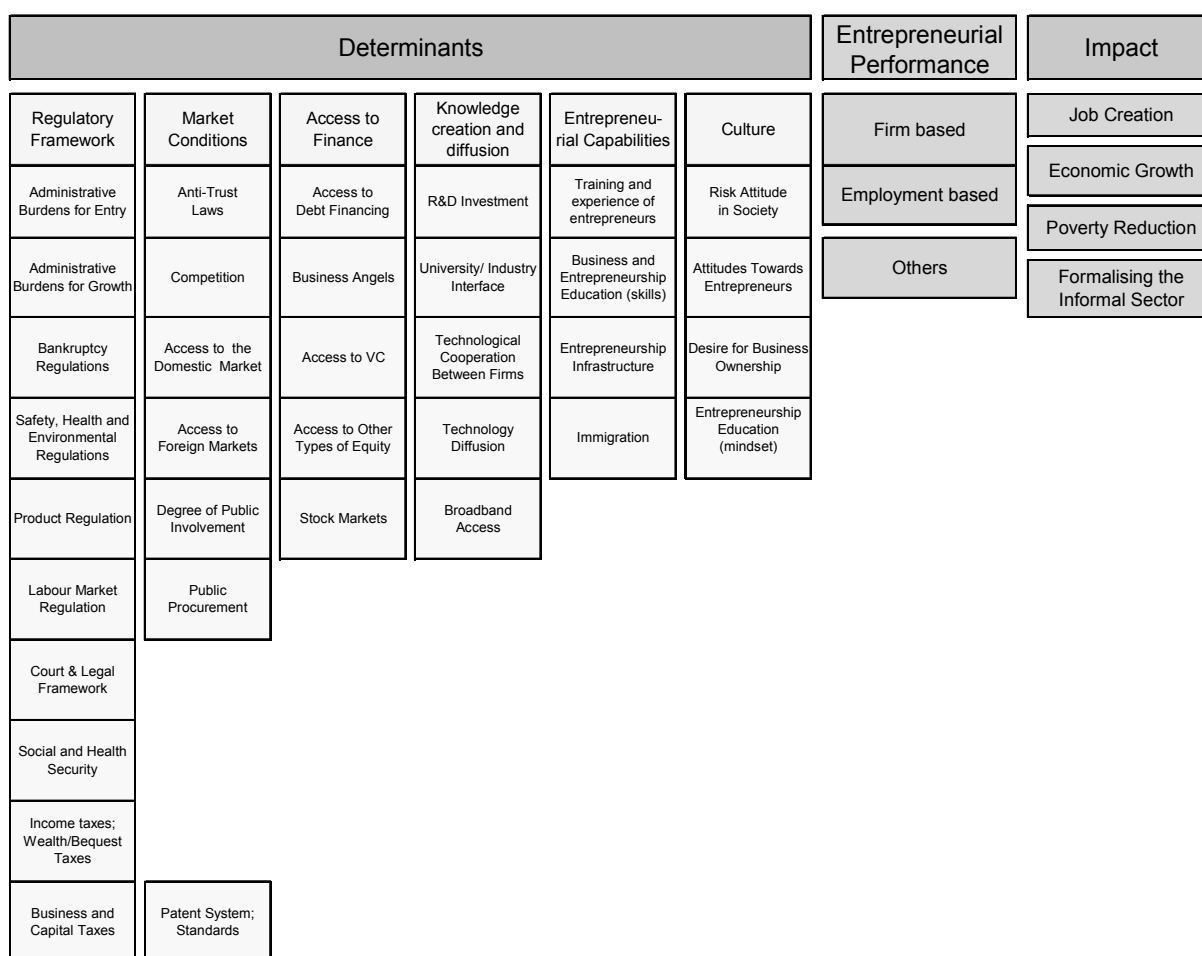 Determinants
Entrepreneurial
Performance
Impact
Regulatory
Framework
Administrative
Burdens for Entry
Administrative
Burdens for Growth
Bankruptcy
Regulations
Safety, Health and
Environmental
Regulations
Product Regulation
Labour Market
Regulation
Court & Legal
Framework
Social and Health
Security
Income taxes;
Wealth/Bequest
Taxes
Business and
Capital Taxes
Market
Conditions
Anti-Trust
Laws
Competition
Access to the
Domestic Market
Access to
Foreign Markets
Degree of Public
Involvement
Public
Procurement
Patent System;
Standards
Access to
Finance
Access to
Debt Financing
Business Angels
Access to VC
Access to Other
Types of Equity
Stock Markets
Knowledge
creation and
diffusion
R&D Investment
University/ Industry
Interface
Technological
Cooperation
Between Firms
Technology
Diffusion
Broadband
Access
Entrepreneu-
rial Capabilities
Training and
experience of
entrepreneurs
Business and
Entrepreneurship
Education (skills)
Entrepreneurship
Infrastructure
Immigration
Culture
Risk Attitude
in Society
Attitudes Towards
Entrepreneurs
Desire for Business
Ownership
Entrepreneurship
Education
(mindset)
Firm based
Employment based
Others
Job Creation
Economic Growth
Poverty Reduction
Formalising the
Informal Sector